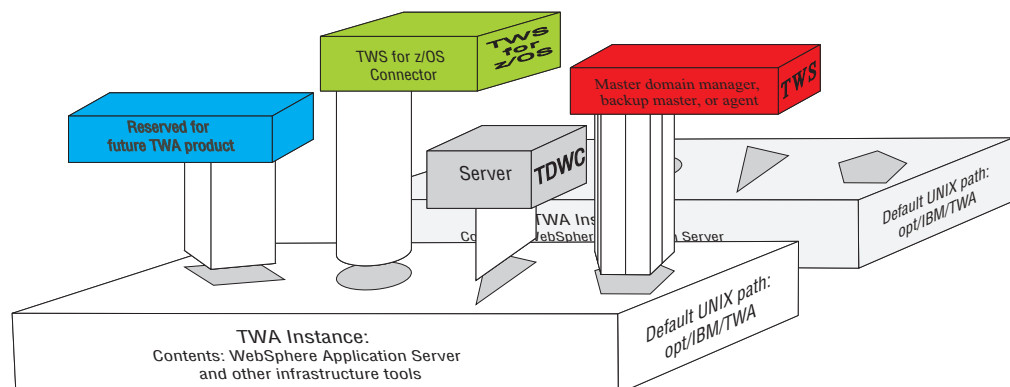 TWS for z/OS
Connector
TWS
for
z/OS
Master domain manager,
backup master, or agent
TWS
Reserved for
future TWA product
Server
TDWC
TWA Instance:
Contents: WebSphere Application Server
and other infrastructure tools
Default UNIX path:
opt/IBM/TWA
TWA Ins
Co WebSphe on Server
Default UNIX path:
opt/IBM/TWA